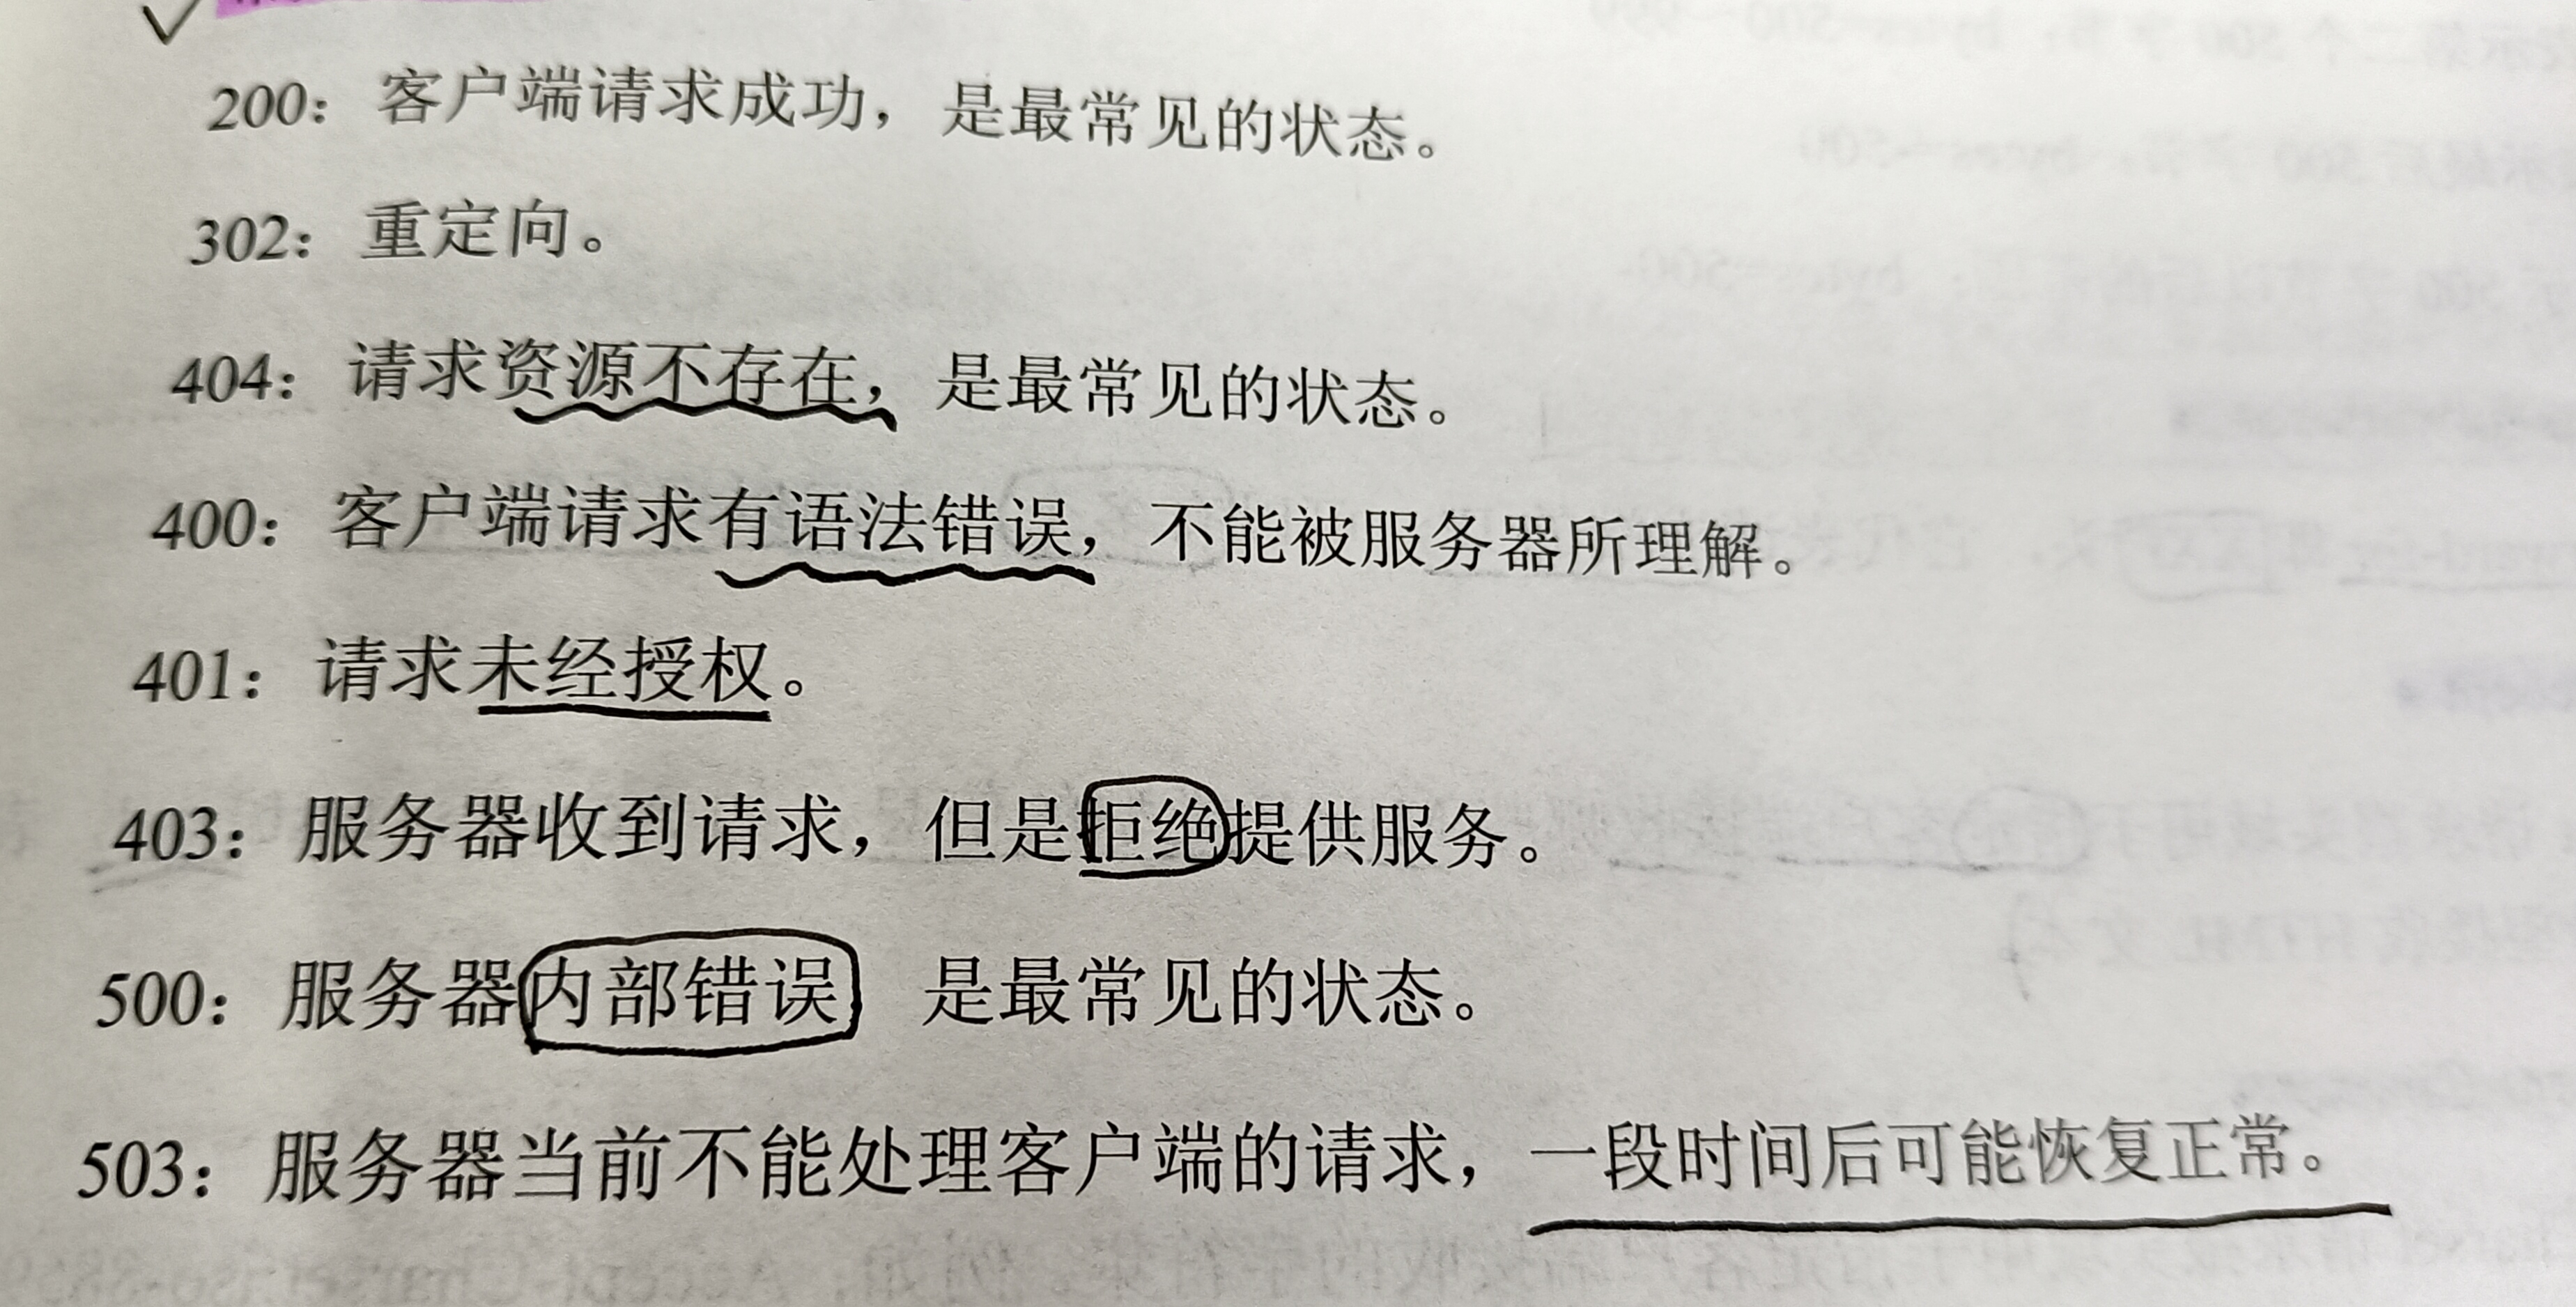 200：客户端请求成功，是最常见的状态。
302：重定向。
404：请求资源不存在，是最常见的状态。
400：客户端请求有语法错误，不能被服务器所理解。
401：请求未经授权。
403：服务器收到请求，但是拒绝提供服务。
500：服务器内部错误 是最常见的状态。
503：服务器当前不能处理客户端的请求，一段时间后可能恢复正常。